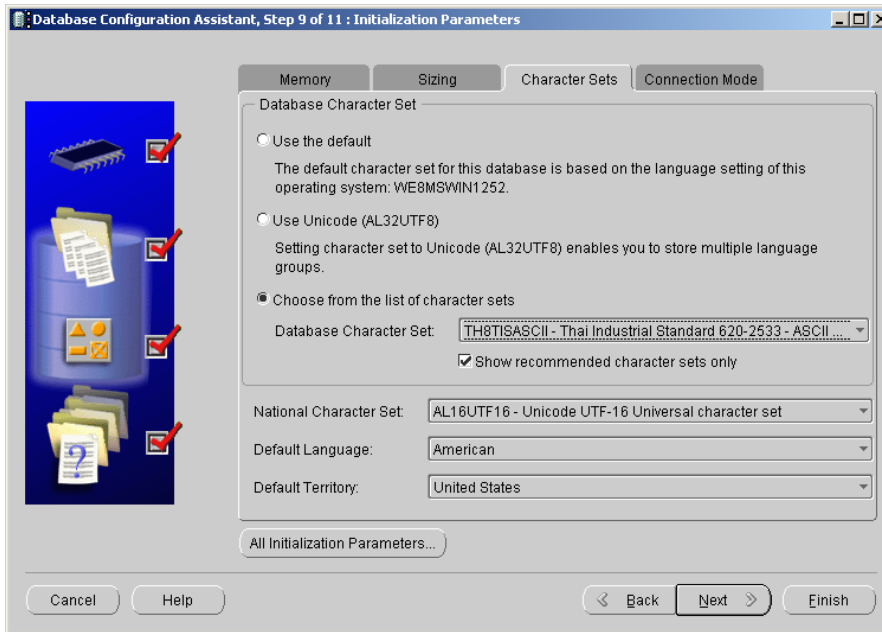 Database Configuration Assistant, Step 9 of 11 : Initialization Parameters
Memory
Sizing
Character Sets
Connection Mode
Database Character Set
Use the default
The default character set for this database is based on the language setting of this
operating system: WE8MSWIN1252.
Use Unicode (AL32UTF8)
Setting character set to Unicode (AL32UTF8) enables you to store multiple language
groups.
Choose from the list of character sets
Database Character Set: TH8TISASCII - Thai Industrial Standard 620-2533 - ASCII ...
Show recommended character sets only
National Character Set: AL16UTF16 - Unicode UTF-16 Universal character set
Default Language: American
Default Territory: United States
?
All Initialization Parameters...
Cancel
Help
Back
Next
Finish